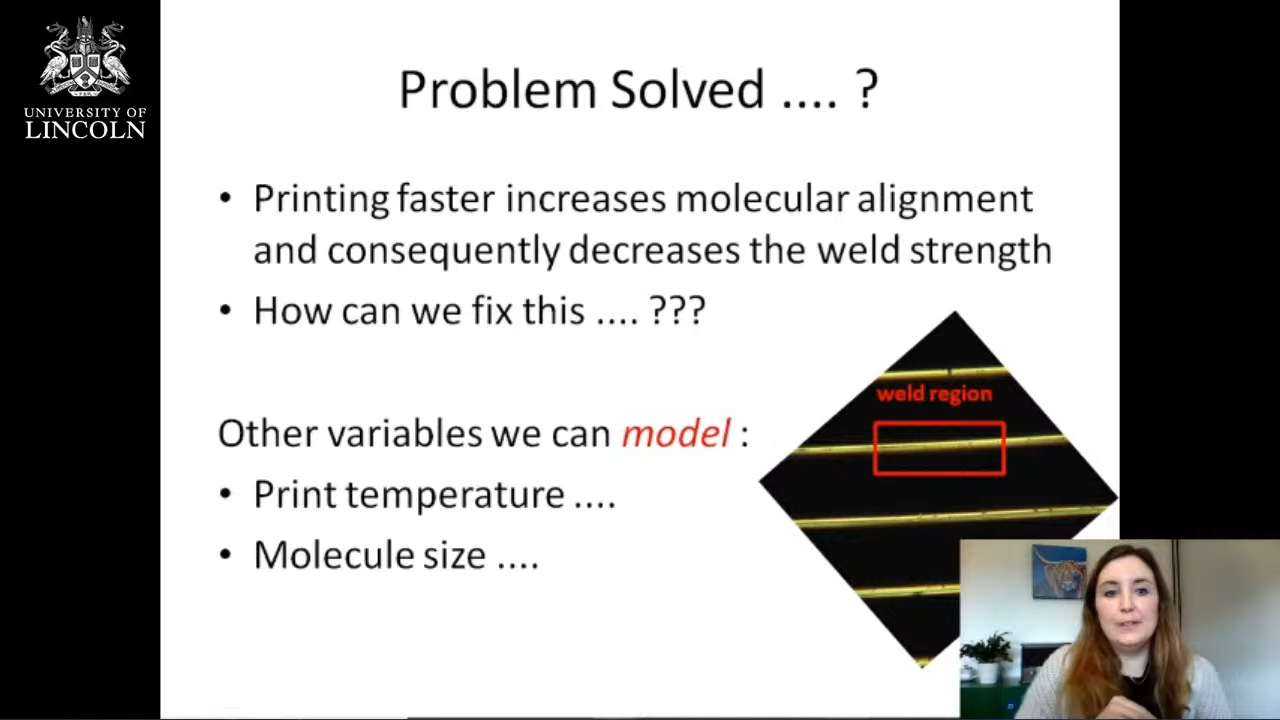 UNIVERSITY OF
LINCOLN
Problem Solved .... ?
• Printing faster increases molecular alignment
and consequently decreases the weld strength
• How can we fix this .... ???
weld region
Other variables we can model :
• Print temperature ....
• Molecule size ....